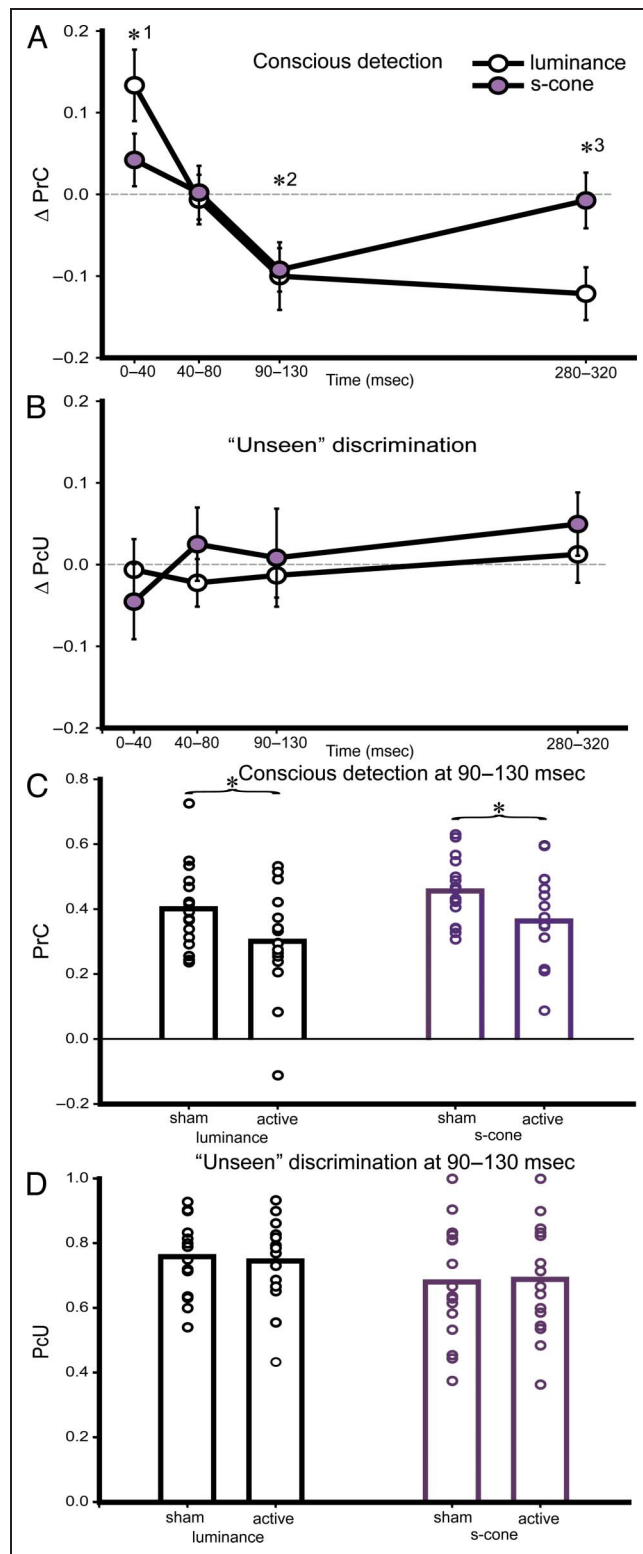 A
*1
Conscious detection
luminance
s-cone
*2
*3
0.2
0.1
0.0
−0.1
−0.2
Δ PrC
0–40
40–80
90–130
280–320
Time (msec)
B
"Unseen" discrimination
0.2
0.1
0.0
−0.1
−0.2
Δ PcU
0–40
40–80
90–130
280–320
Time (msec)
C
Conscious detection at 90–130 msec
*
*
0.8
0.6
0.4
0.2
0.0
−0.2
PrC
sham
active
sham
active
luminance
s-cone
D
"Unseen" discrimination at 90–130 msec
1.0
0.8
0.6
0.4
0.2
0.0
PcU
sham
active
sham
active
luminance
s-cone